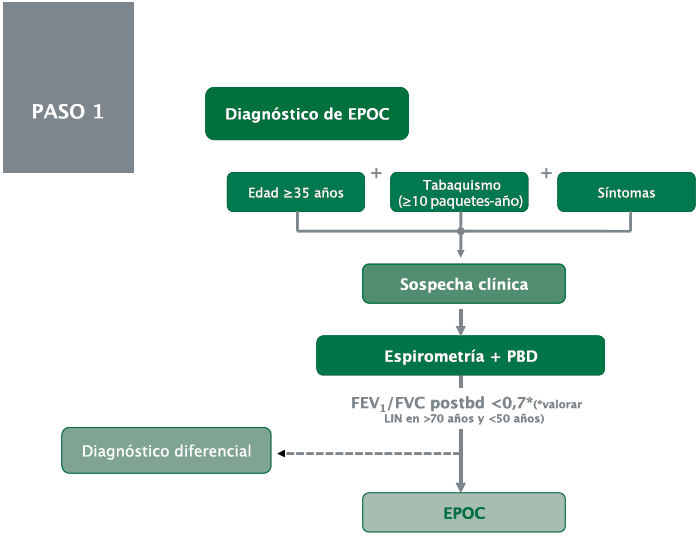 PASO 1
Diagnóstico de EPOC
+
+
Edad ≥35 años
Tabaquismo
(≥10 paquetes-año)
Síntomas
Sospecha clínica
Espirometría + PBD
FEV₁/FVC postbd <0,7*(*valorar
LIN en >70 años y <50 años)
Diagnóstico diferencial
EPOC